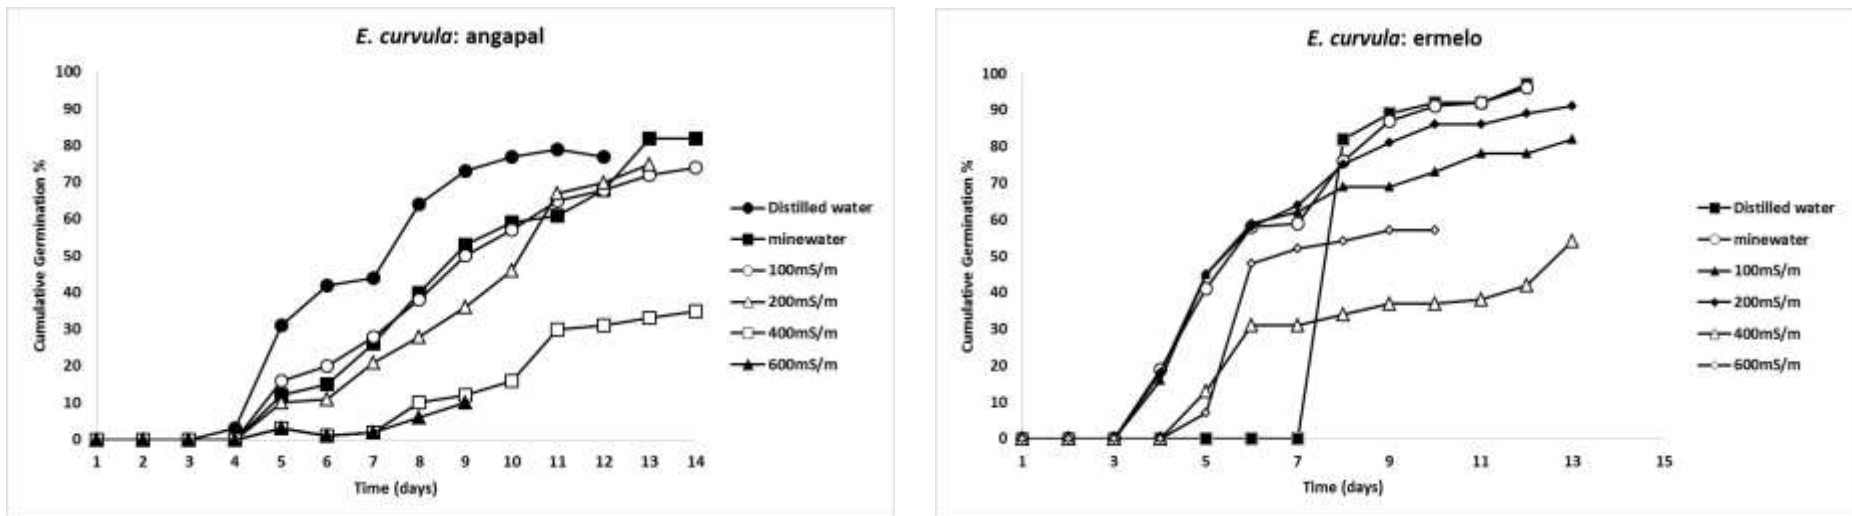 E. curvula: angapal
Cumulative Germination %
100
90
80
70
60
50
40
30
20
10
0
1 2 3 4 5 6 7 8 9 10 11 12 13 14
Time (days)
Distilled water
minewater
100mS/m
200mS/m
400mS/m
600mS/m
E. curvula: ermelo
Cumulative Germination %
100
90
80
70
60
50
40
30
20
10
0
1 3 5 7 9 11 13 15
Time (days)
Distilled water
minewater
100mS/m
200mS/m
400mS/m
600mS/m